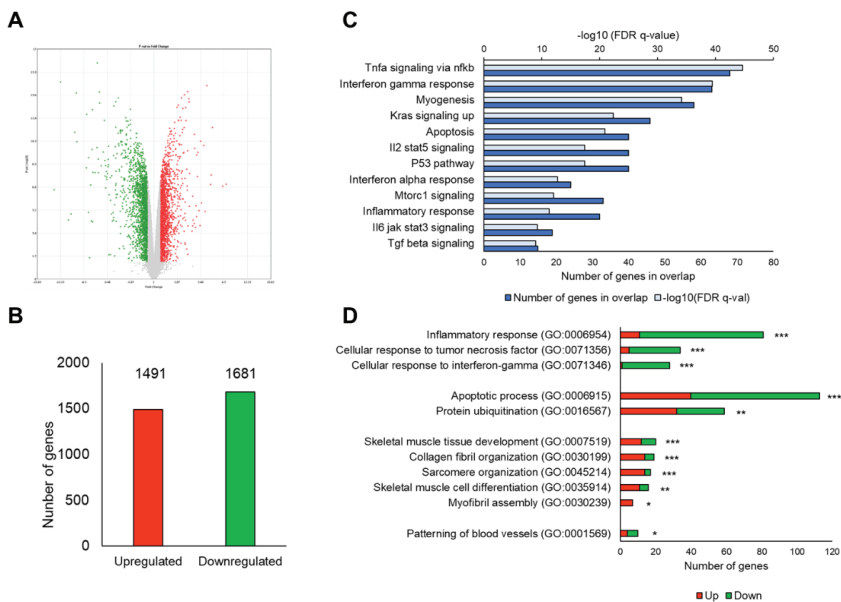 A
P-value-Fold Change
Fold Change
B
2000
1500
1000
500
0
Nunber of genes
1491
1681
Upregulated
Downregulated
C
-log10 (FDR q-value)
0 10 20 30 40 50
Tnfa signaling via nfkb
Interferon gamma response
Myogenesis
Kras signaling up
Apoptosis
Il2 stat5 signaling
P53 pathway
Interferon alpha response
Mtorc1 signaling
Inflammatory response
Il6 jak stat3 signaling
Tgf beta signaling
0 10 20 30 40 50 60 70 80
Number of genes in overlap
Number of genes in overlap -log10(FDR q-val)
D
Inflammatory response (GO:0006954) ***
Cellular response to tumor necrosis factor (GO:0071356) ***
Cellular response to interferon-gamma (GO:0071346) ***
Apoptotic process (GO:0006915) ***
Protein ubiquitination (GO:0016567) **
Skeletal muscle tissue development (GO:0007519) ***
Collagen fibril organization (GO:0030199) ***
Sarcomere organization (GO:0045214) ***
Skeletal muscle cell differentiation (GO:0035914) **
Myofibril assembly (GO:0030239) *
Patterning of blood vessels (GO:0001569) *
0 20 40 60 80 100 120
Number of genes
Up Down